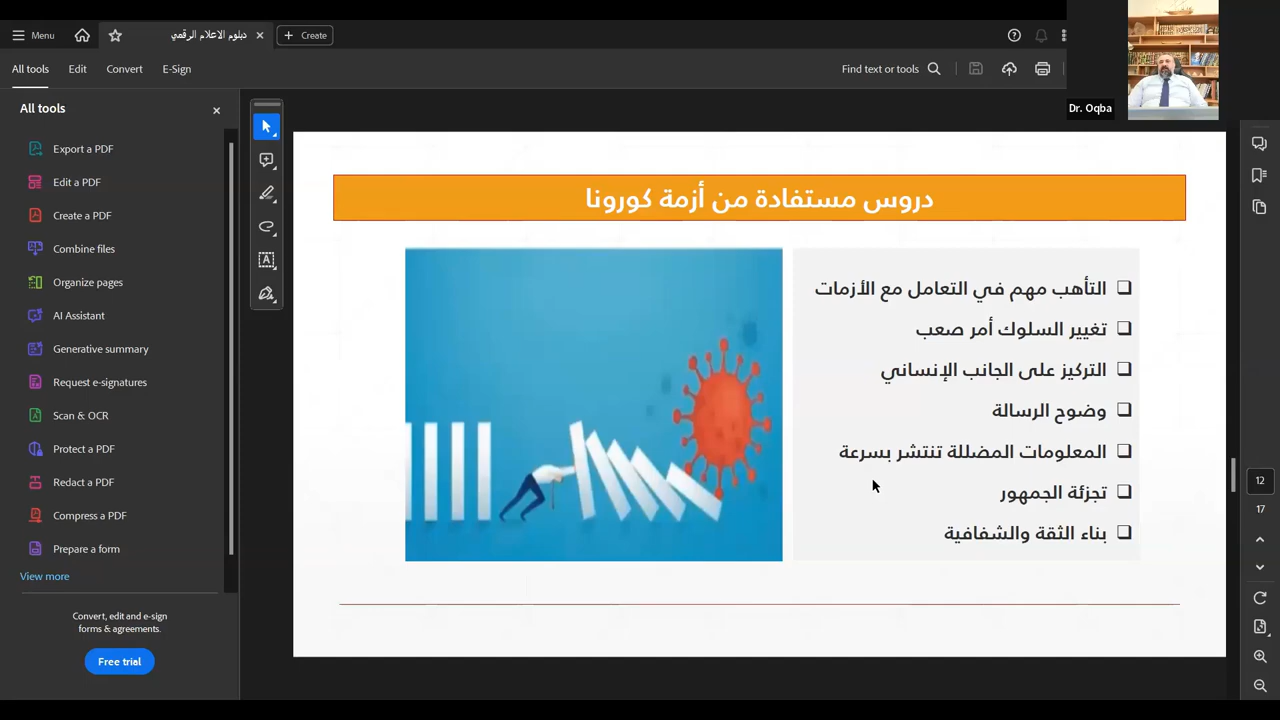 Menu
دبلوم الاعلام الرقمي
Create
All tools
Edit
Convert
E-Sign
Find text or tools
Dr. Oqba
All tools
Export a PDF
Edit a PDF
Create a PDF
Combine files
Organize pages
AI Assistant
Generative summary
Request e-signatures
Scan & OCR
Protect a PDF
Redact a PDF
Compress a PDF
Prepare a form
View more
Convert, edit and e-sign
forms & agreements.
Free trial
دروس مستفادة من أزمة كورونا
التأهب مهم في التعامل مع الأزمات
تغيير السلوك أمر صعب
التركيز على الجانب الإنساني
وضوح الرسالة
المعلومات المضللة تنتشر بسرعة
تجزئة الجمهور
بناء الثقة والشفافية
12
17